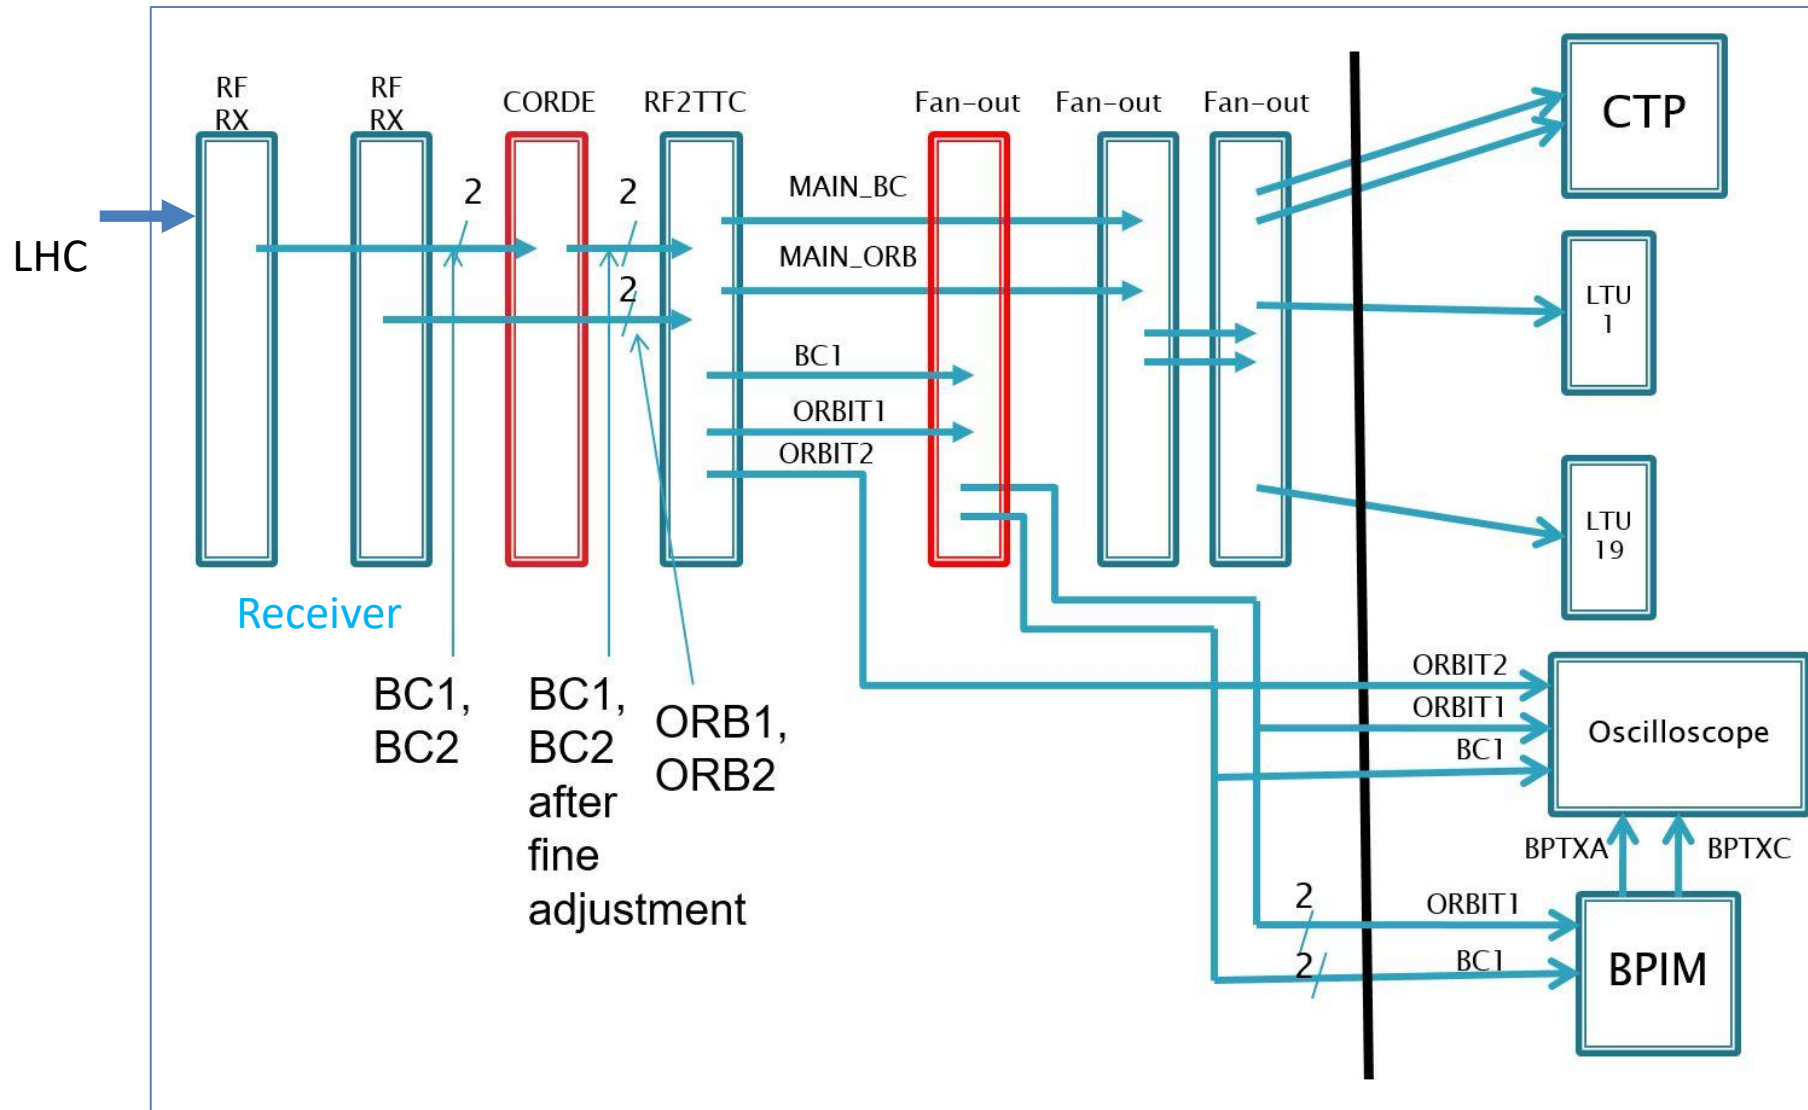 RF
RX
RF
RX
CORDE
RF2TTC
Fan-out
Fan-out
Fan-out
CTP
LHC
2
2
2
MAIN_BC
MAIN_ORB
BC1
ORBIT1
ORBIT2
LTU
1
LTU
19
Receiver
BC1,
BC2
BC1,
BC2
after
fine
adjustment
ORB1,
ORB2
ORBIT2
ORBIT1
BC1
Oscilloscope
BPTXA
BPTXC
2
ORBIT1
2
BC1
BPIM